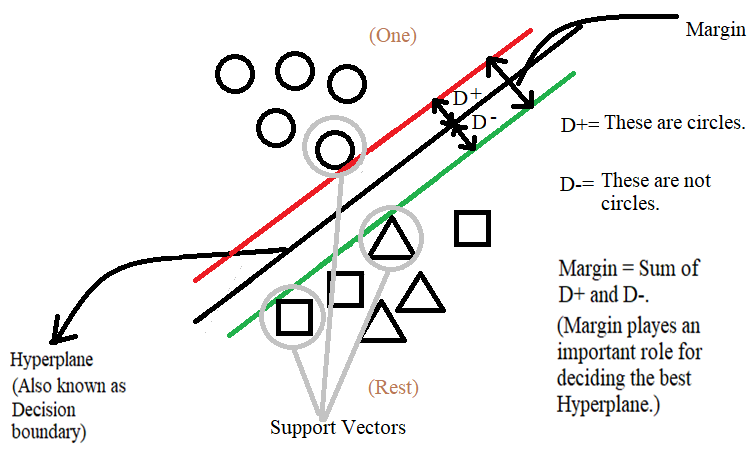 (One)
Margin
D+
D-
D+= These are circles.
D-= These are not
circles.
Margin = Sum of
D+ and D-.
(Margin playes an
important role for
deciding the best
Hyperplane.)
Hyperplane
(Also known as
Decision
boundary)
(Rest)
Support Vectors